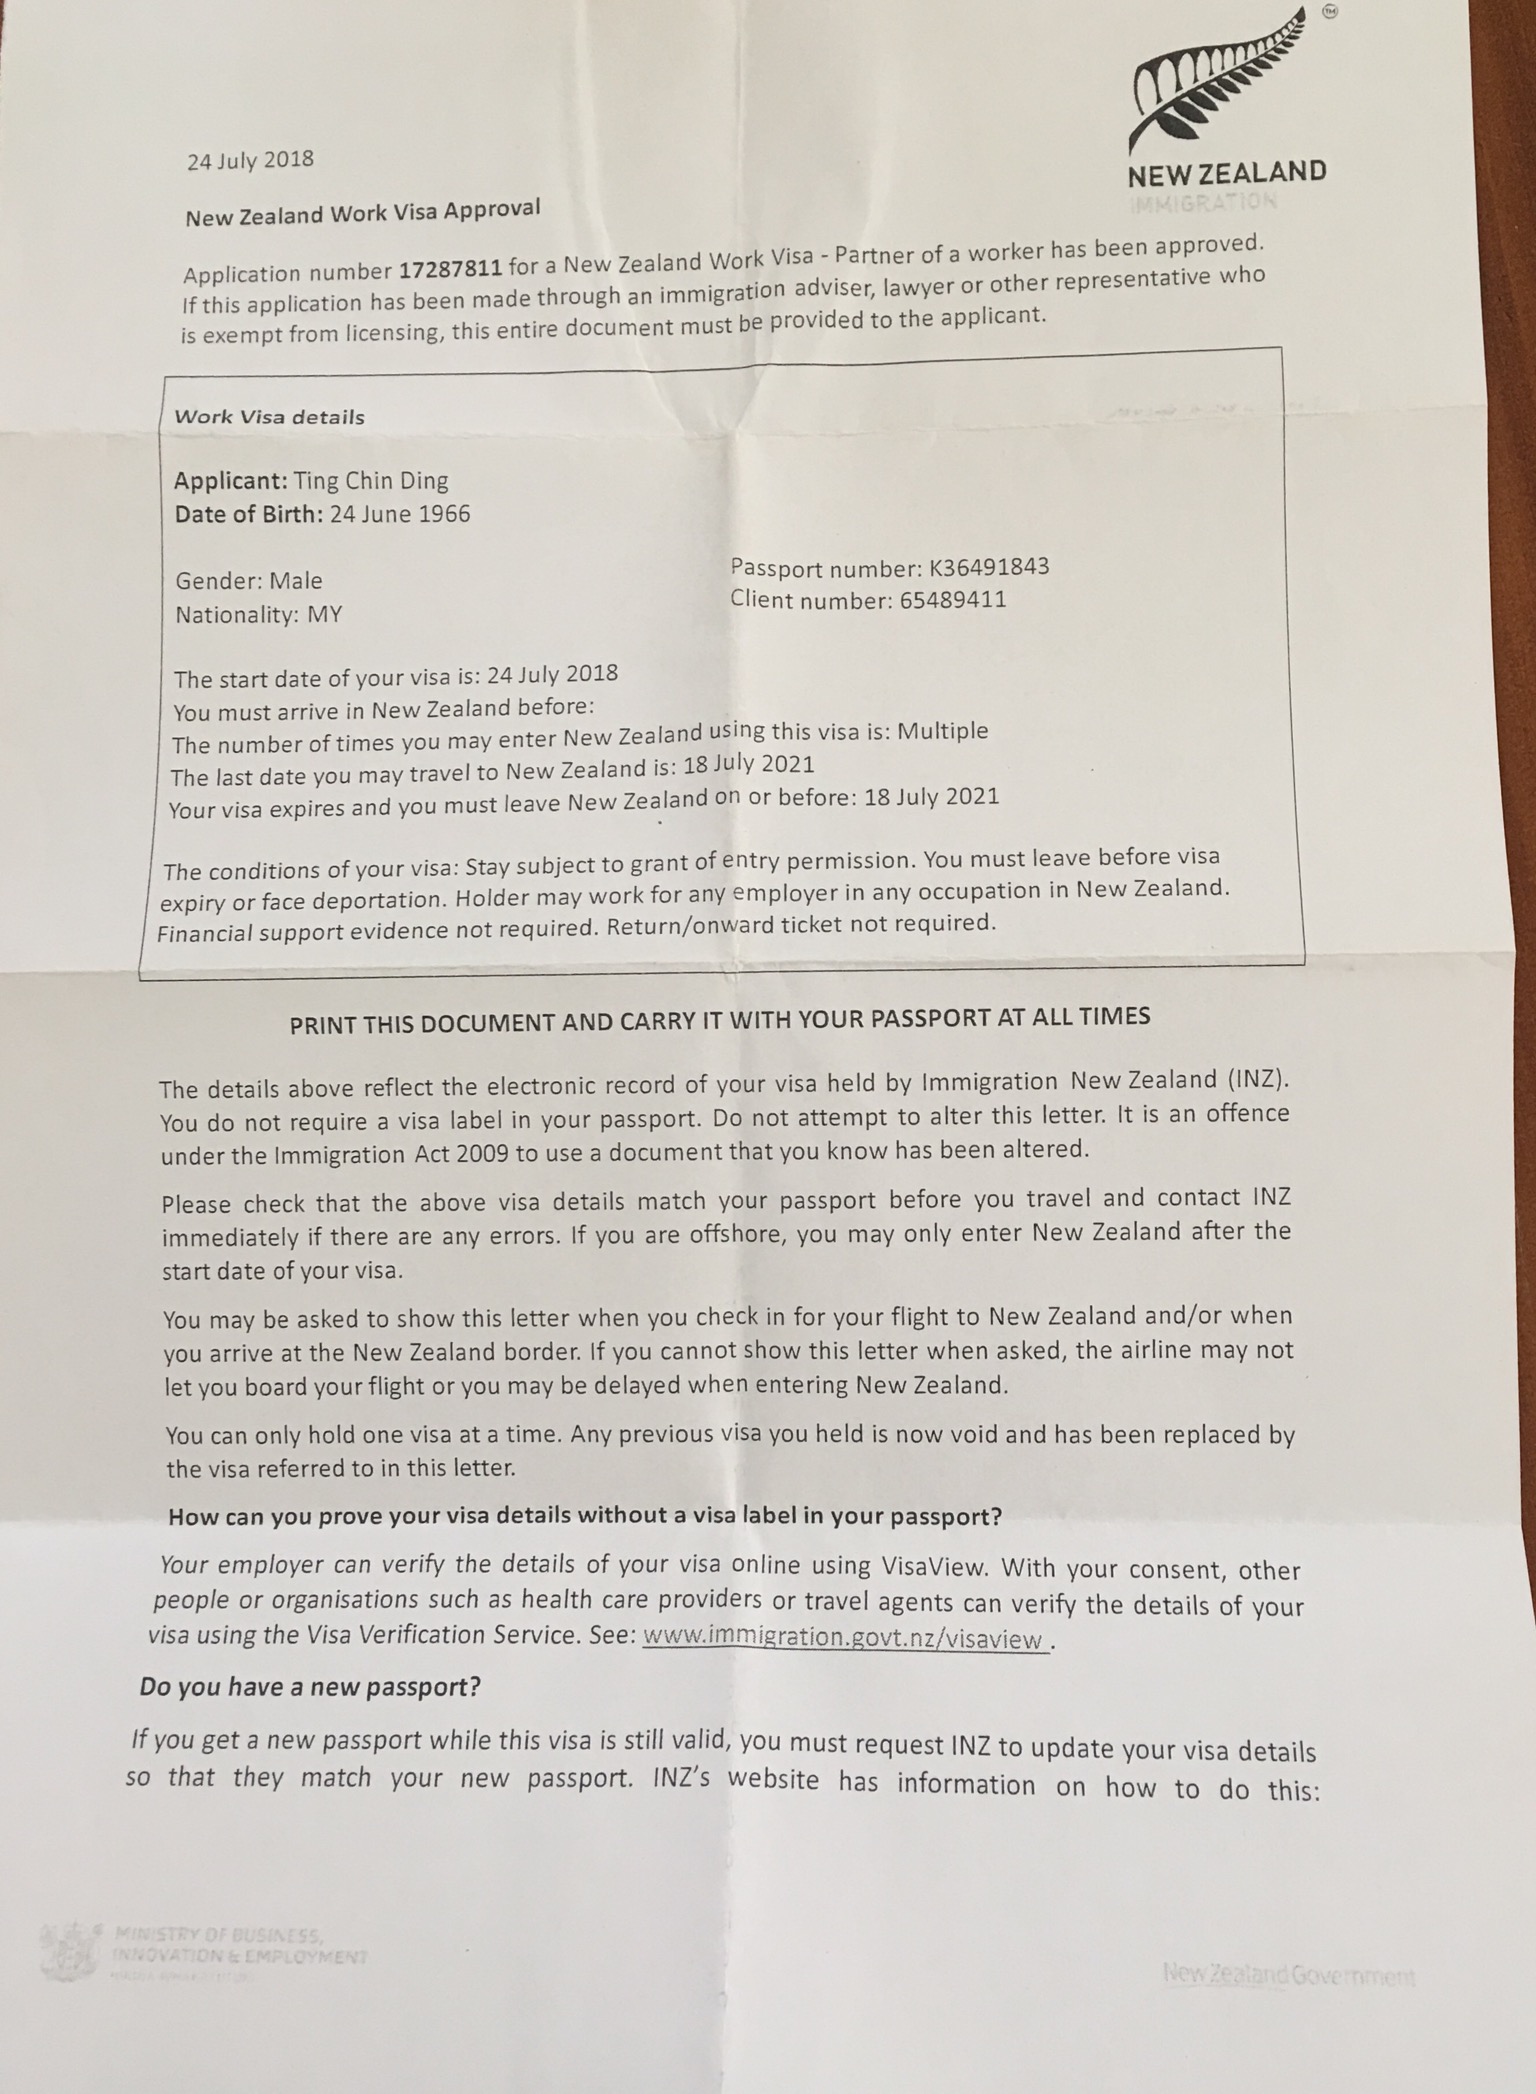 TM
NEW ZEALAND
IMMIGRATION
24 July 2018
New Zealand Work Visa Approval
Application number 17287811 for a New Zealand Work Visa - Partner of a worker has been approved.
If this application has been made through an immigration adviser, lawyer or other representative who
is exempt from licensing, this entire document must be provided to the applicant.
Work Visa details
Applicant: Ting Chin Ding
Date of Birth: 24 June 1966
Gender: Male
Nationality: MY
Passport number: K36491843
Client number: 65489411
The start date of your visa is: 24 July 2018
You must arrive in New Zealand before:
The number of times you may enter New Zealand using this visa is: Multiple
The last date you may travel to New Zealand is: 18 July 2021
Your visa expires and you must leave New Zealand on or before: 18 July 2021
The conditions of your visa: Stay subject to grant of entry permission. You must leave before visa
expiry or face deportation. Holder may work for any employer in any occupation in New Zealand.
Financial support evidence not required. Return/onward ticket not required.
PRINT THIS DOCUMENT AND CARRY IT WITH YOUR PASSPORT AT ALL TIMES
The details above reflect the electronic record of your visa held by Immigration New Zealand (INZ).
You do not require a visa label in your passport. Do not attempt to alter this letter. It is an offence
under the Immigration Act 2009 to use a document that you know has been altered.
Please check that the above visa details match your passport before you travel and contact INZ
immediately if there are any errors. If you are offshore, you may only enter New Zealand after the
start date of your visa.
You may be asked to show this letter when you check in for your flight to New Zealand and/or when
you arrive at the New Zealand border. If you cannot show this letter when asked, the airline may not
let you board your flight or you may be delayed when entering New Zealand.
You can only hold one visa at a time. Any previous visa you held is now void and has been replaced by
the visa referred to in this letter.
How can you prove your visa details without a visa label in your passport?
Your employer can verify the details of your visa online using VisaView. With your consent, other
people or organisations such as health care providers or travel agents can verify the details of your
visa using the Visa Verification Service. See: www.immigration.govt.nz/visaview .
Do you have a new passport?
If you get a new passport while this visa is still valid, you must request INZ to update your visa details
so that they match your new passport. INZ's website has information on how to do this:
MINISTRY OF BUSINESS,
INNOVATION & EMPLOYMENT
New Zealand Government